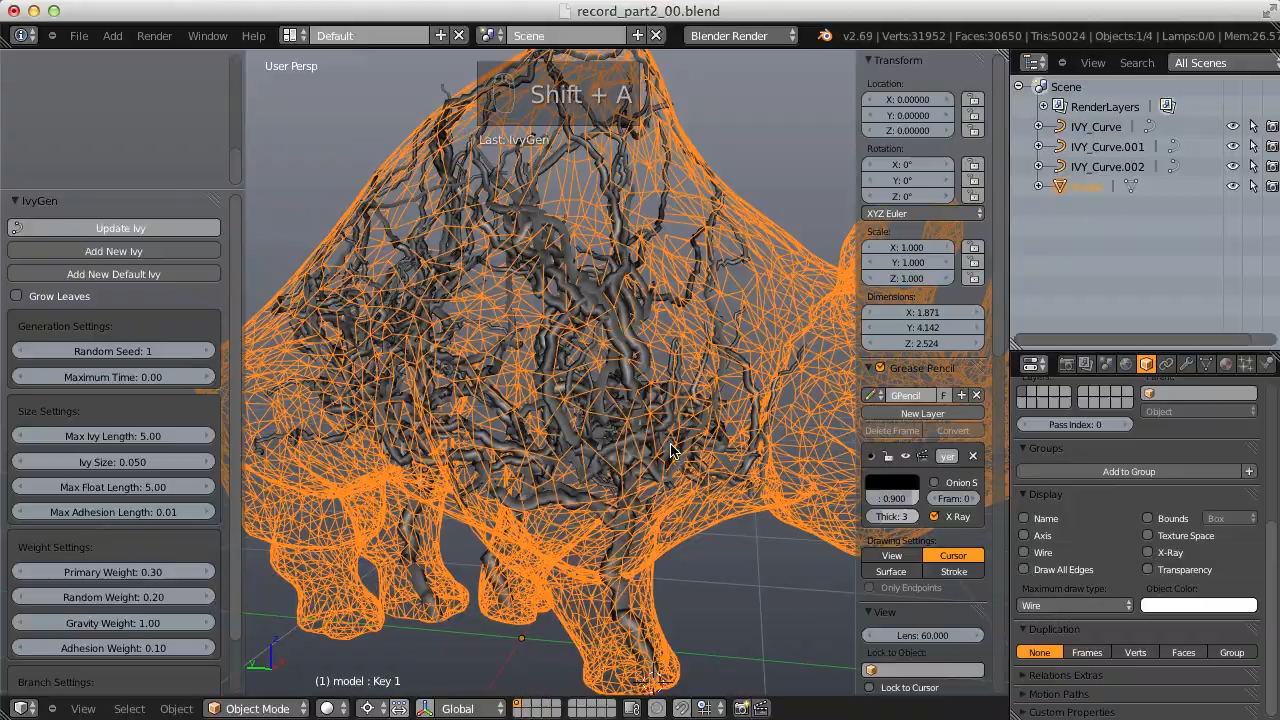 record_part2_00.blend
File Add Render Window Help Default Scene Blender Render v2.69 | Verts:31952 | Faces:30650 | Tris:50024 | Objects:1/4 | Lamps:0/0 | Mem:26.57
User Persp
Shift + A
Last: IvyGen
IvyGen
Update Ivy
Add New Ivy
Add New Default Ivy
Grow Leaves
Generation Settings:
Random Seed: 1
Maximum Time: 0.00
Size Settings:
Max Ivy Length: 5.00
Ivy Size: 0.050
Max Float Length: 5.00
Max Adhesion Length: 0.01
Weight Settings:
Primary Weight: 0.30
Random Weight: 0.20
Gravity Weight: 1.00
Adhesion Weight: 0.10
Branch Settings:
(1) model : Key 1
View Select Object Object Mode Global
Transform
Location:
X: 0.00000
Y: 0.00000
Z: 0.00000
Rotation:
X: 0°
Y: 0°
Z: 0°
XYZ Euler
Scale:
X: 1.000
Y: 1.000
Z: 1.000
Dimensions:
X: 1.871
Y: 4.142
Z: 2.524
Grease Pencil
GPencil F
New Layer
Delete Frame Convert
yer
: 0.900
Onion S
Fram: 0
Thick: 3 X Ray
Drawing Settings:
View Cursor
Surface Stroke
Only Endpoints
View
Lens: 60.000
Lock to Object:
Lock to Cursor
View Search All Scenes
Scene
RenderLayers
IVY_Curve
IVY_Curve.001
IVY_Curve.002
model
Layers: Parent:
Object
Pass Index: 0
Groups
Add to Group
Display
Name Bounds Box
Axis Texture Space
Wire X-Ray
Draw All Edges Transparency
Maximum draw type: Object Color:
Wire
Duplication
None Frames Verts Faces Group
Relations Extras
Motion Paths
Custom Properties